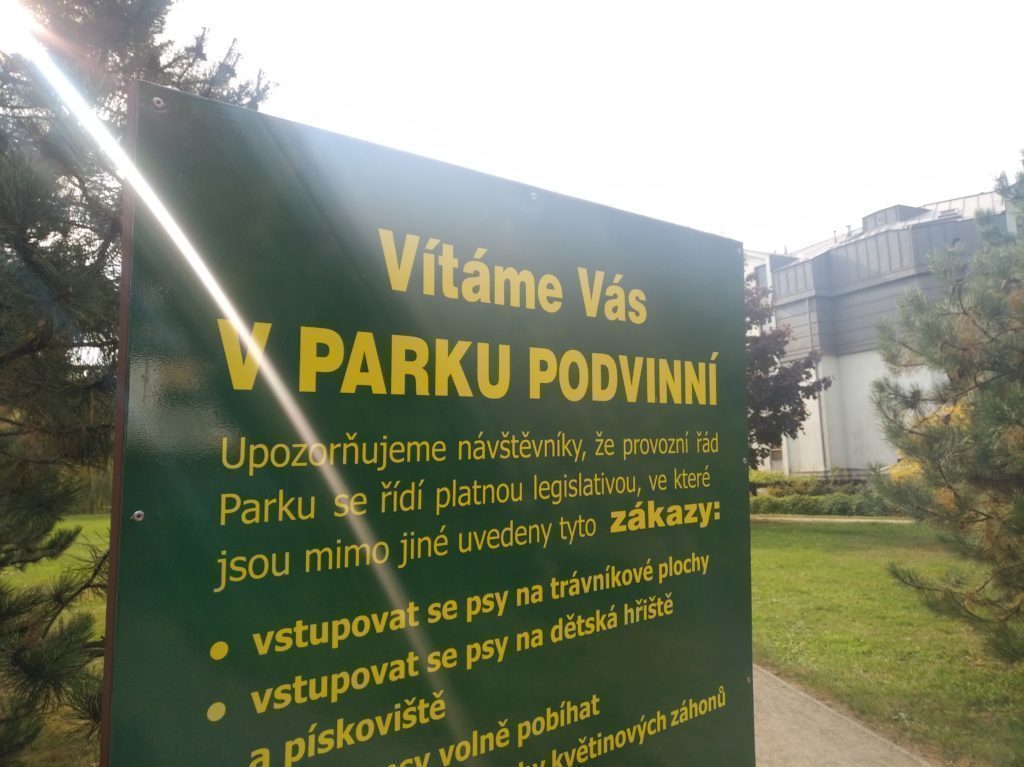 Vítáme Vás
V PARKU PODVINNÍ
Upozorňujeme návštěvníky, že provozní řád
Parku se řídí platnou legislativou, ve které
jsou mimo jiné uvedeny tyto zákazy:
• vstupovat se psy na trávníkové plochy
• vstupovat se psy na dětská hřiště
a pískoviště
volně pobíhat
květinových záhonů